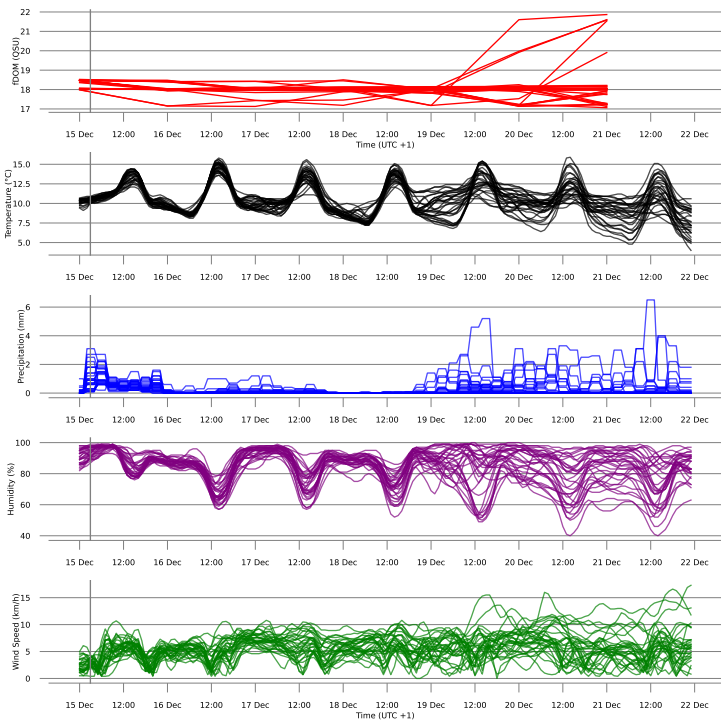 22
21
20
19
18
17
fDOM (QSU)
15 Dec 12:00 16 Dec 12:00 17 Dec 12:00 18 Dec 12:00 19 Dec 12:00 20 Dec 12:00 21 Dec 12:00 22 Dec
Time (UTC +1)
15.0
12.5
10.0
7.5
5.0
Temperature (°C)
15 Dec 12:00 16 Dec 12:00 17 Dec 12:00 18 Dec 12:00 19 Dec 12:00 20 Dec 12:00 21 Dec 12:00 22 Dec
6
4
2
0
Precipitation (mm)
15 Dec 12:00 16 Dec 12:00 17 Dec 12:00 18 Dec 12:00 19 Dec 12:00 20 Dec 12:00 21 Dec 12:00 22 Dec
100
80
60
40
Humidity (%)
15 Dec 12:00 16 Dec 12:00 17 Dec 12:00 18 Dec 12:00 19 Dec 12:00 20 Dec 12:00 21 Dec 12:00 22 Dec
15
10
5
0
Wind Speed (km/h)
15 Dec 12:00 16 Dec 12:00 17 Dec 12:00 18 Dec 12:00 19 Dec 12:00 20 Dec 12:00 21 Dec 12:00 22 Dec
Time (UTC +1)